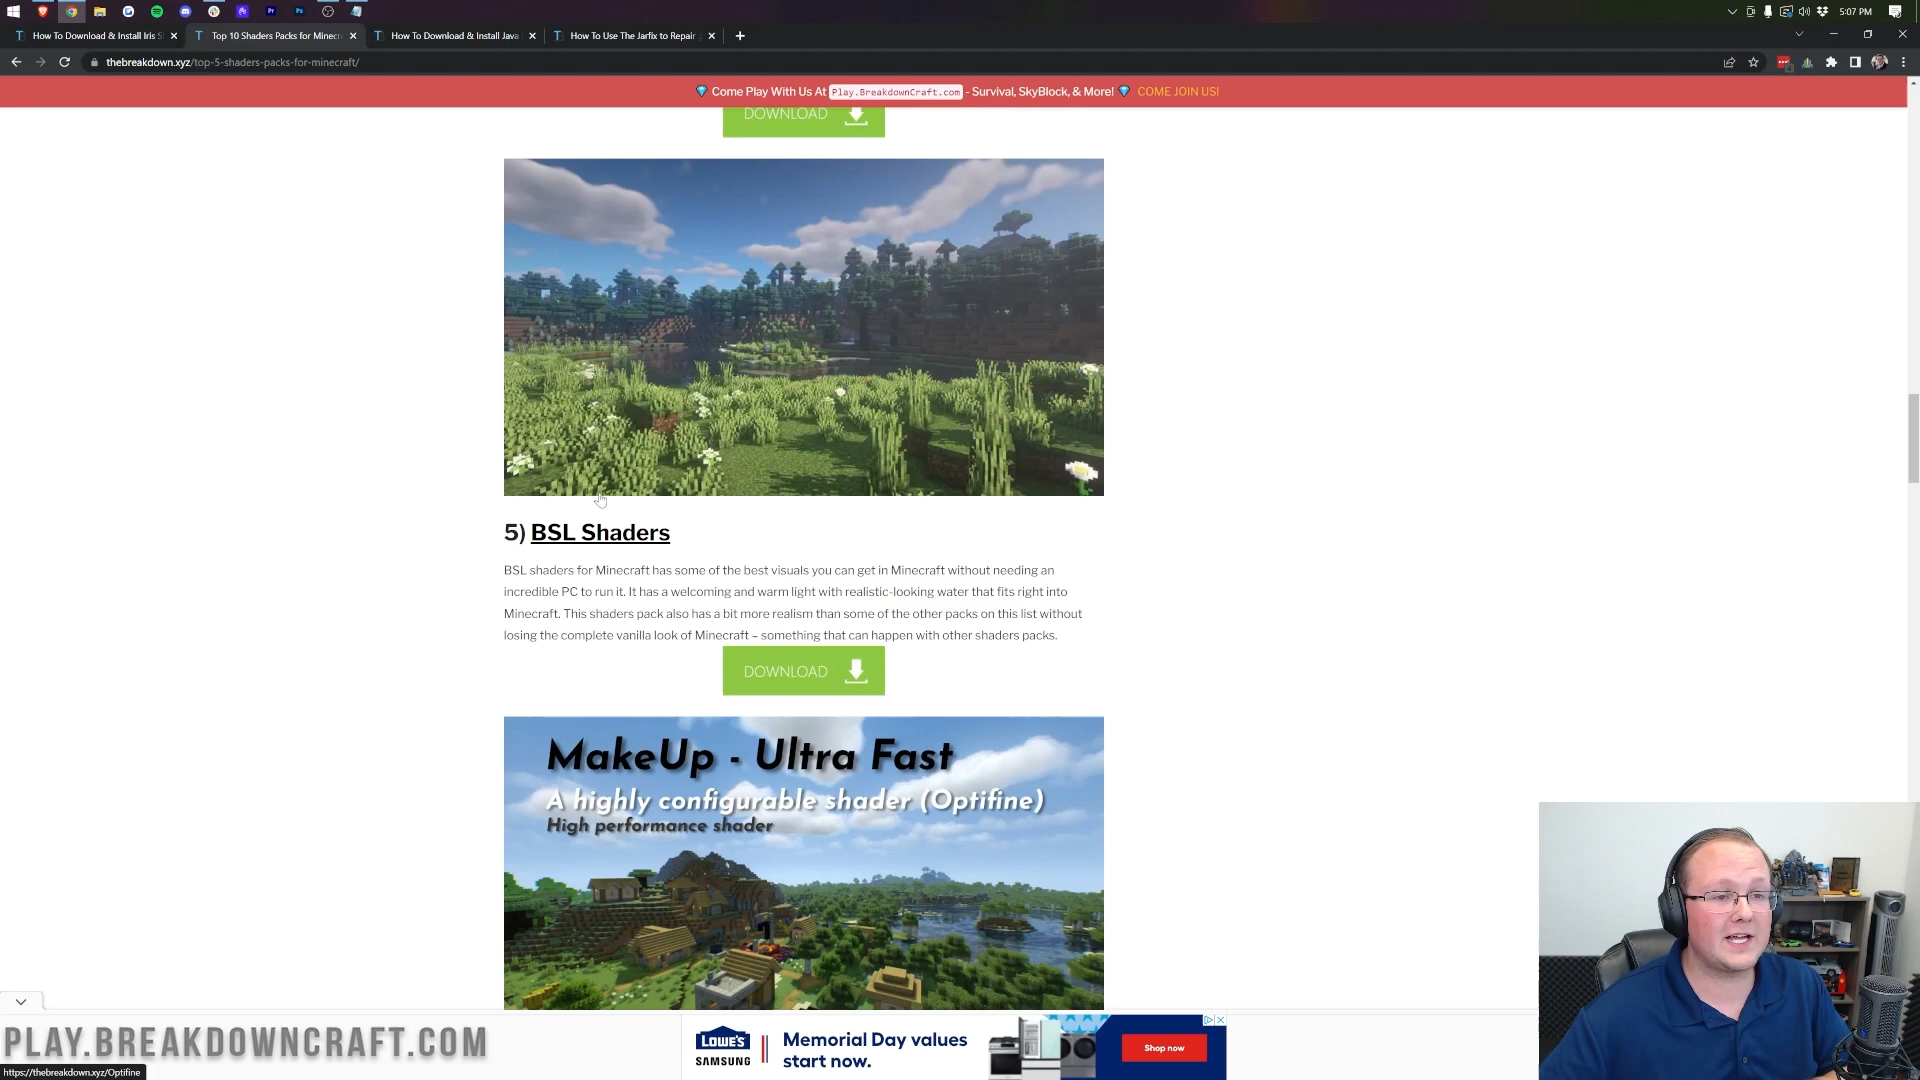 5:07 PM
How To Download & Install Iris S
Top 10 Shaders Packs for Minecr
How To Download & Install Java
How To Use The Jarfix to Repair
thebreakdown.xyz/top-5-shaders-packs-for-minecraft/
Come Play With Us At Play.BreakdownCraft.com - Survival, SkyBlock, & More! COME JOIN US!
DOWNLOAD
5) BSL Shaders
BSL shaders for Minecraft has some of the best visuals you can get in Minecraft without needing an
incredible PC to run it. It has a welcoming and warm light with realistic-looking water that fits right into
Minecraft. This shaders pack also has a bit more realism than some of the other packs on this list without
losing the complete vanilla look of Minecraft – something that can happen with other shaders packs.
DOWNLOAD
MakeUp - Ultra Fast
A highly configurable shader (Optifine)
High performance shader
PLAY.BREAKDOWNCRAFT.COM
LOWE'S
SAMSUNG
Memorial Day values
start now.
Shop now
https://thebreakdown.xyz/Optifine